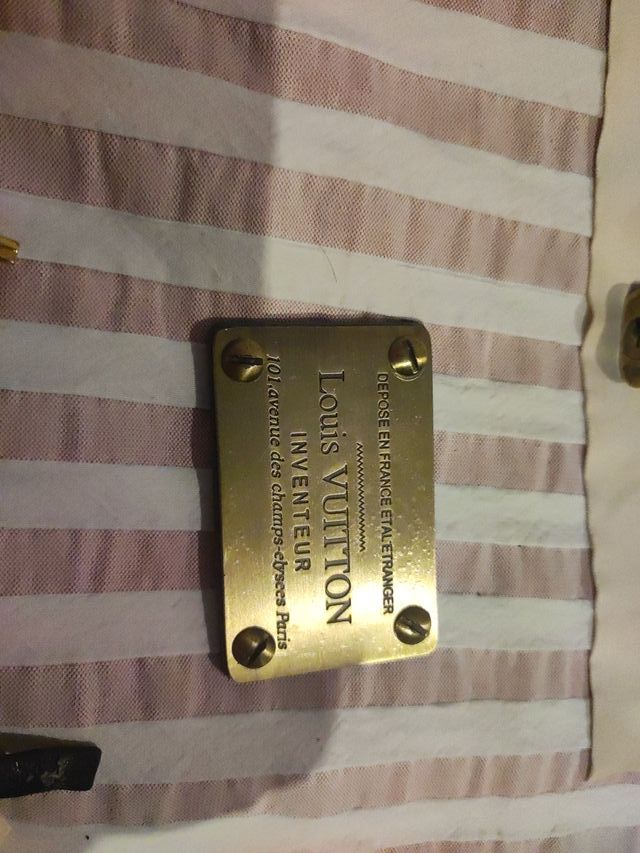 DEPOSE EN FRANCE ETAL'ETRANGER
LOUIS VUITTON
INVENTEUR
101.avenue des champs-elysees Paris